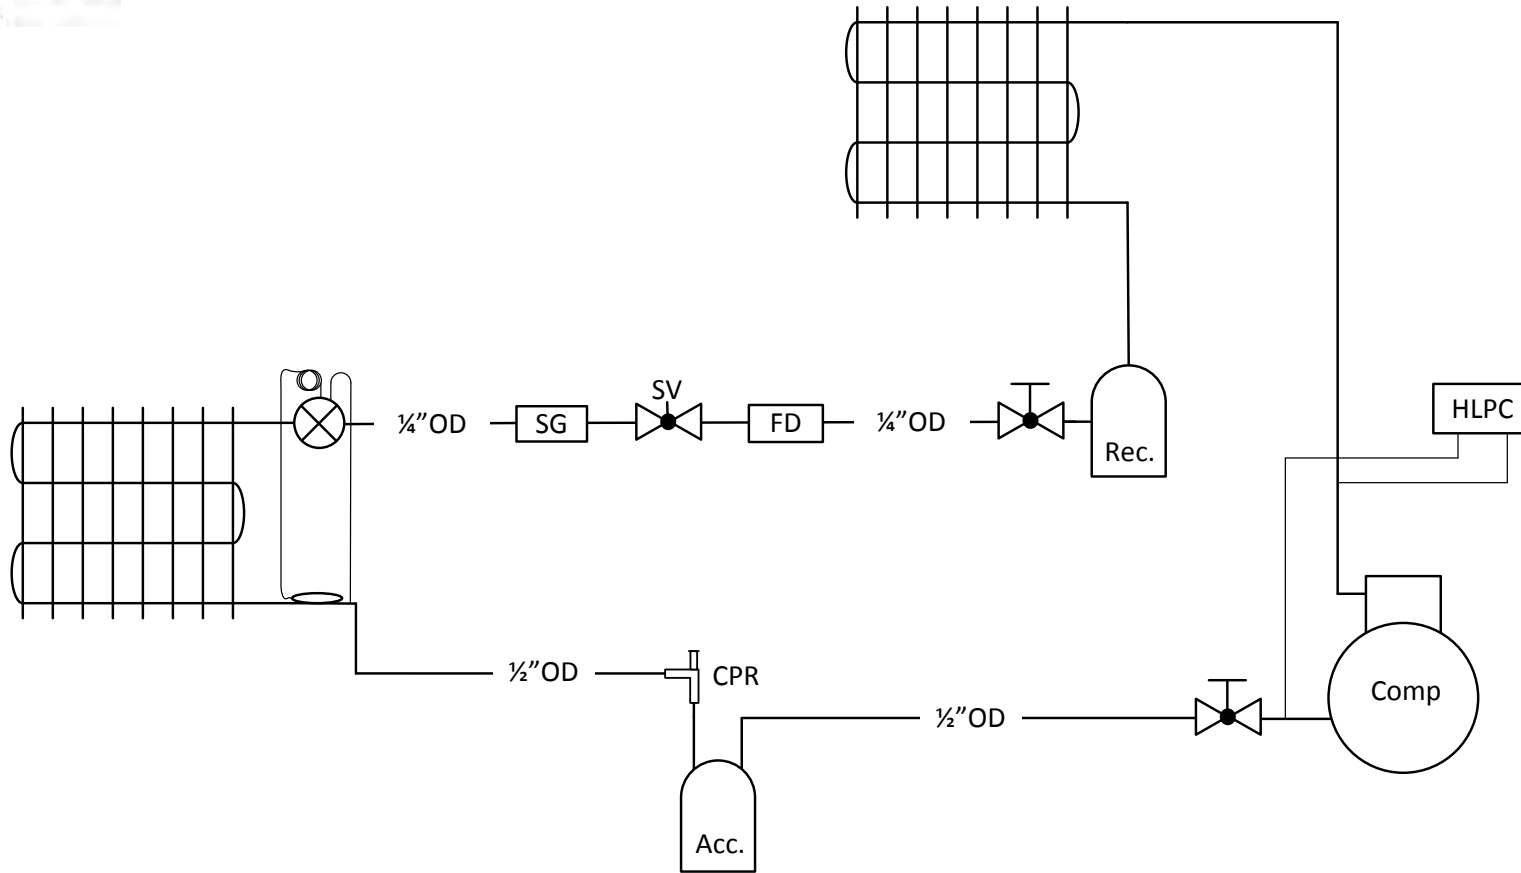 HLPC
SV
¼”OD
SG
FD
¼”OD
Rec.
½”OD
CPR
½”OD
Comp
Acc.